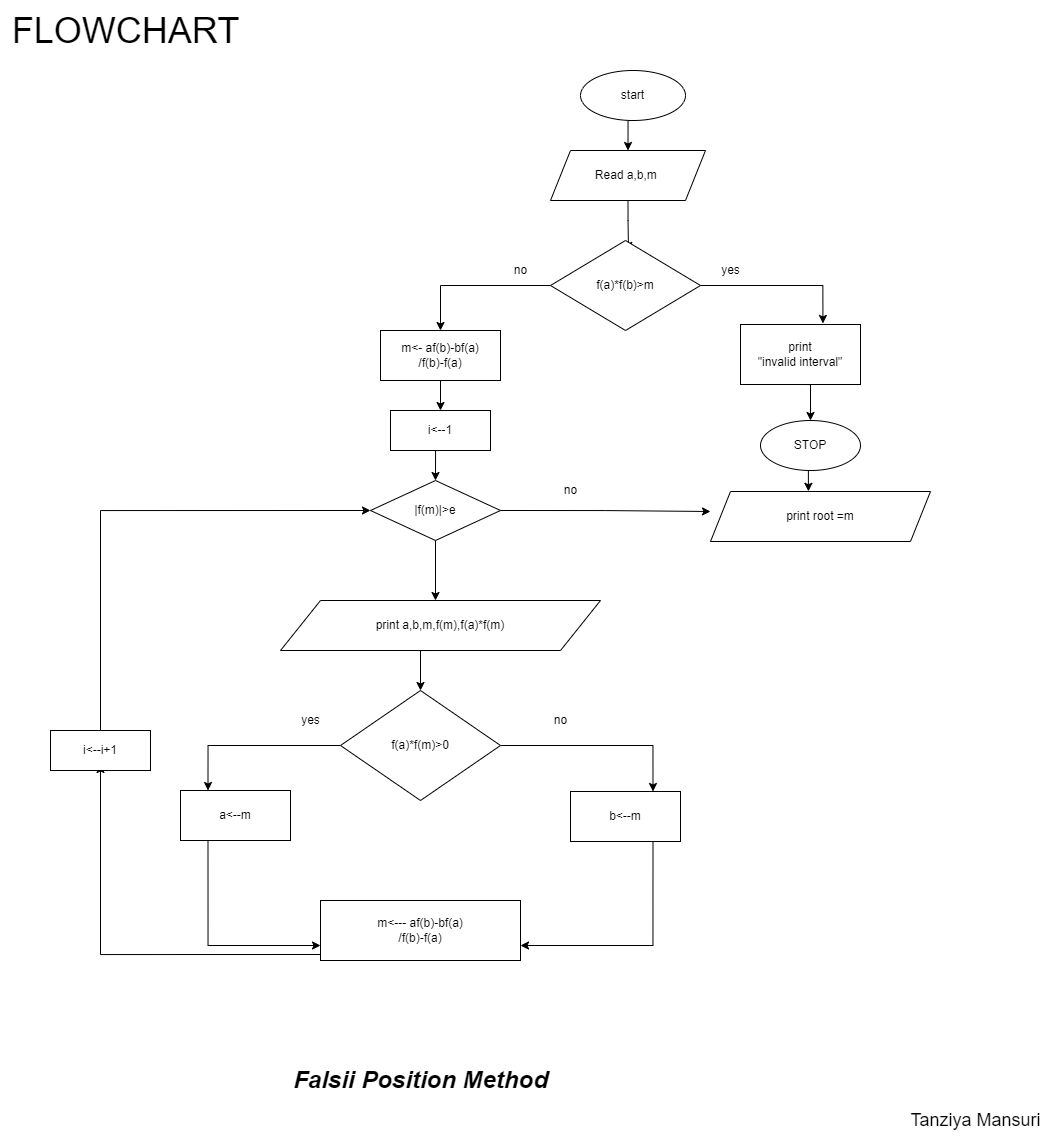 FLOWCHART
start
Read a,b,m
no
yes
f(a)*f(b)>m
m<- af(b)-bf(a)
/f(b)-f(a)
print
"invalid interval"
i<--1
STOP
|f(m)|>e
no
print root =m
print a,b,m,f(m),f(a)*f(m)
yes
no
f(a)*f(m)>0
i<--i+1
a<--m
b<--m
m<--- af(b)-bf(a)
/f(b)-f(a)
Falsii Position Method
Tanziya Mansuri